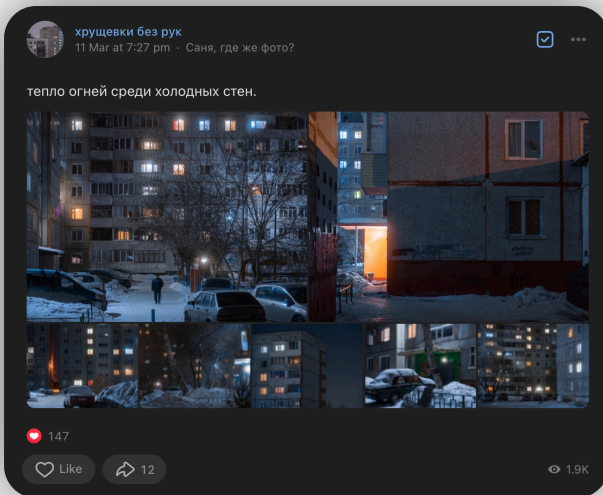 хрущевки без рук
11 Mar at 7:27 pm · Саня, где же фото?
тепло огней среди холодных стен.
147
Like
12
1.9K